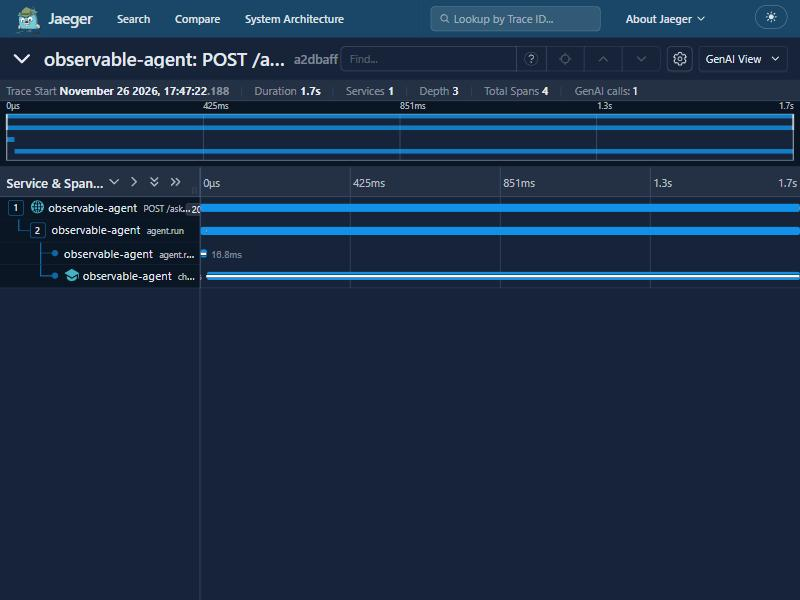 Jaeger Search Compare System Architecture Lookup by Trace ID... About Jaeger
observable-agent: POST /a... a2dbaff Find... ? GenAI View
Trace Start November 26 2026, 17:47:22.188 Duration 1.7s Services 1 Depth 3 Total Spans 4 GenAI calls: 1
0μs 425ms 851ms 1.3s 1.7s
Service & Span... 0μs 425ms 851ms 1.3s 1.7s
1 observable-agent POST /ask... 20
2 observable-agent agent.run
observable-agent agent.r... 16.8ms
observable-agent ch...